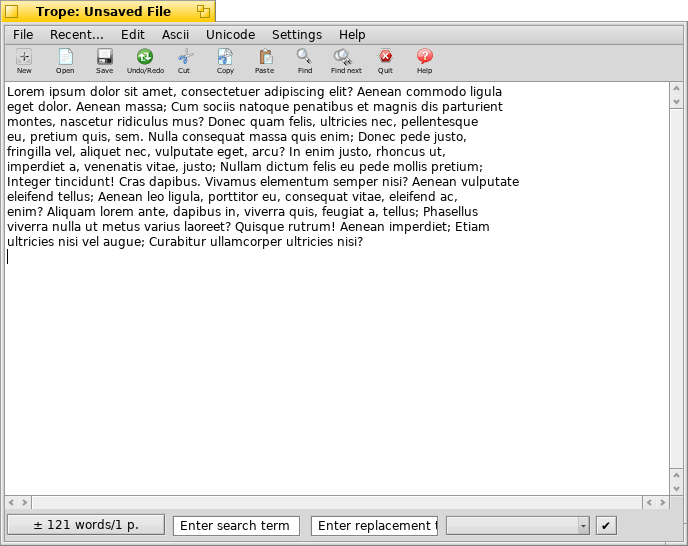 Trope: Unsaved File
File Recent... Edit Ascii Unicode Settings Help
New Open Save Undo/Redo Cut Copy Paste Find Find next Quit Help
Lorem ipsum dolor sit amet, consectetuer adipiscing elit? Aenean commodo ligula
eget dolor. Aenean massa; Cum sociis natoque penatibus et magnis dis parturient
montes, nascetur ridiculus mus? Donec quam felis, ultricies nec, pellentesque
eu, pretium quis, sem. Nulla consequat massa quis enim; Donec pede justo,
fringilla vel, aliquet nec, vulputate eget, arcu? In enim justo, rhoncus ut,
imperdiet a, venenatis vitae, justo; Nullam dictum felis eu pede mollis pretium;
Integer tincidunt! Cras dapibus. Vivamus elementum semper nisi? Aenean vulputate
eleifend tellus; Aenean leo ligula, porttitor eu, consequat vitae, eleifend ac,
enim? Aliquam lorem ante, dapibus in, viverra quis, feugiat a, tellus; Phasellus
viverra nulla ut metus varius laoreet? Quisque rutrum! Aenean imperdiet; Etiam
ultricies nisi vel augue; Curabitur ullamcorper ultricies nisi?
± 121 words/1 p. Enter search term Enter replacement t ✔